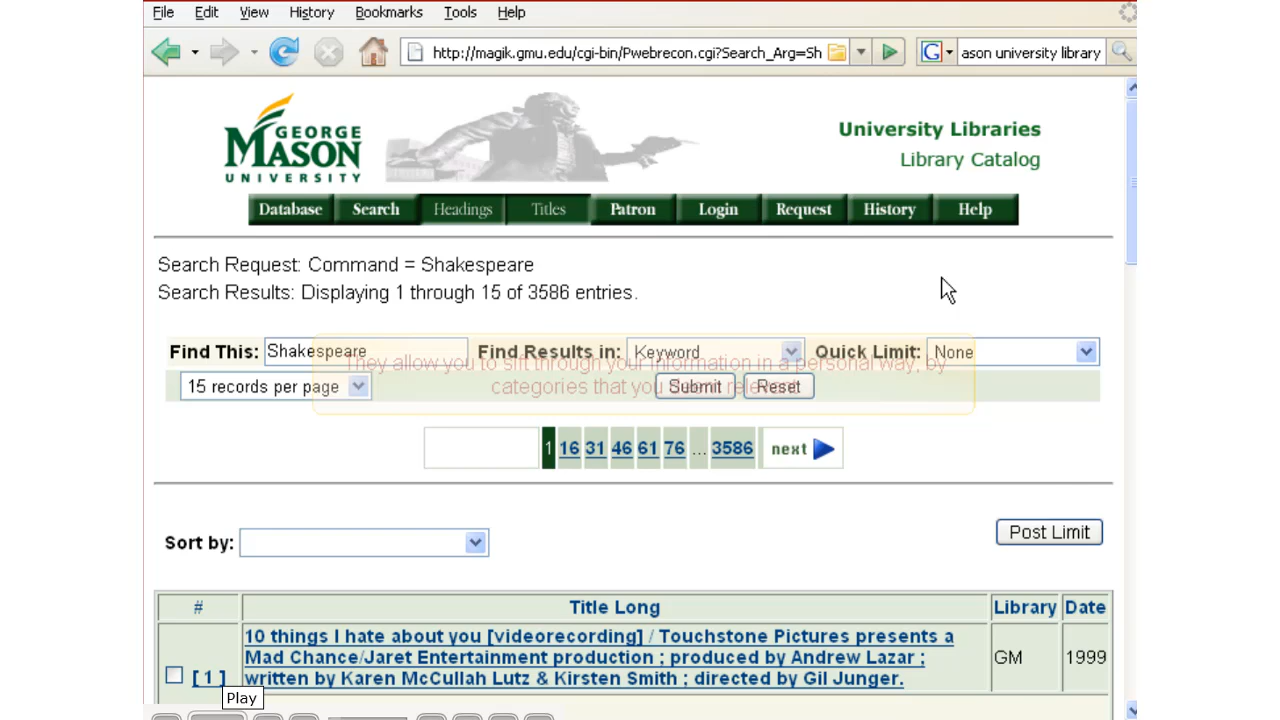 File Edit View History Bookmarks Tools Help
http://magik.gmu.edu/cgi-bin/Pwebrecon.cgi?Search_Arg=Sh
G
ason university library
GEORGE
MASON
UNIVERSITY
University Libraries
Library Catalog
Database Search Headings Titles Patron Login Request History Help
Search Request: Command = Shakespeare
Search Results: Displaying 1 through 15 of 3586 entries.
Find This: Shakespeare Find Results in: Keyword Quick Limit: None
They allow you to sift through your information in a personal way, by
categories that you
15 records per page Submit Reset
1 16 31 46 61 76 ... 3586 next
Sort by:
Post Limit
# Title Long Library Date
10 things I hate about you [videorecording] / Touchstone Pictures presents a
Mad Chance/Jaret Entertainment production ; produced by Andrew Lazar ;
written by Karen McCullah Lutz & Kirsten Smith ; directed by Gil Junger.
[ 1 ]
GM
1999
Play